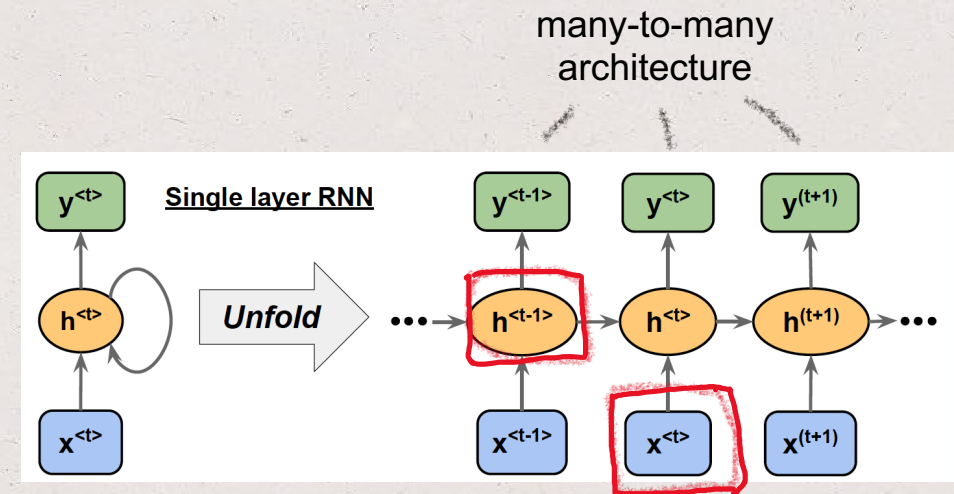 many-to-many
architecture
y<t>
Single layer RNN
y<t-1>
y<t>
y(t+1)
h<t>
Unfold
•••
h<t-1>
h<t>
h(t+1)
•••
x<t>
x<t-1>
x<t>
x(t+1)